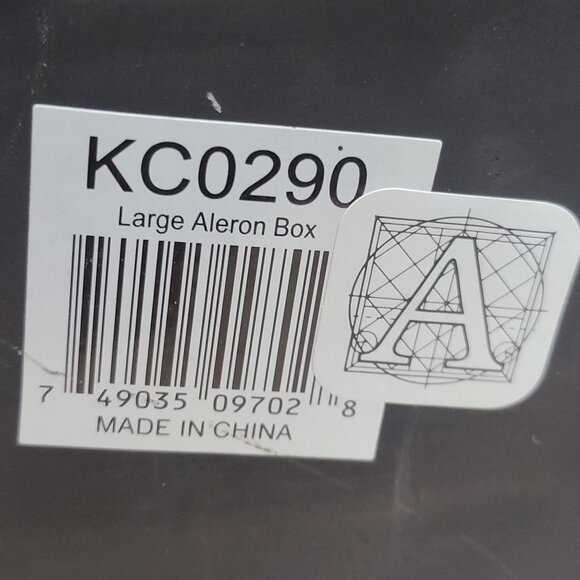 KC0290
Large Aleron Box
7 49035 09702 8
MADE IN CHINA
A